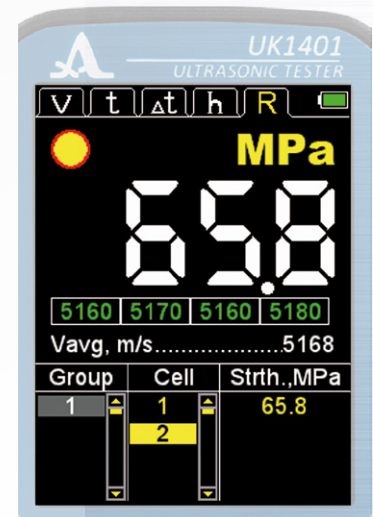 UK1401
ULTRASONIC TESTER
V t Δt h R
MPa
65.8
5160 5170 5160 5180
Vavg, m/s......................5168
Group Cell Strth.,MPa
1 1 65.8
2